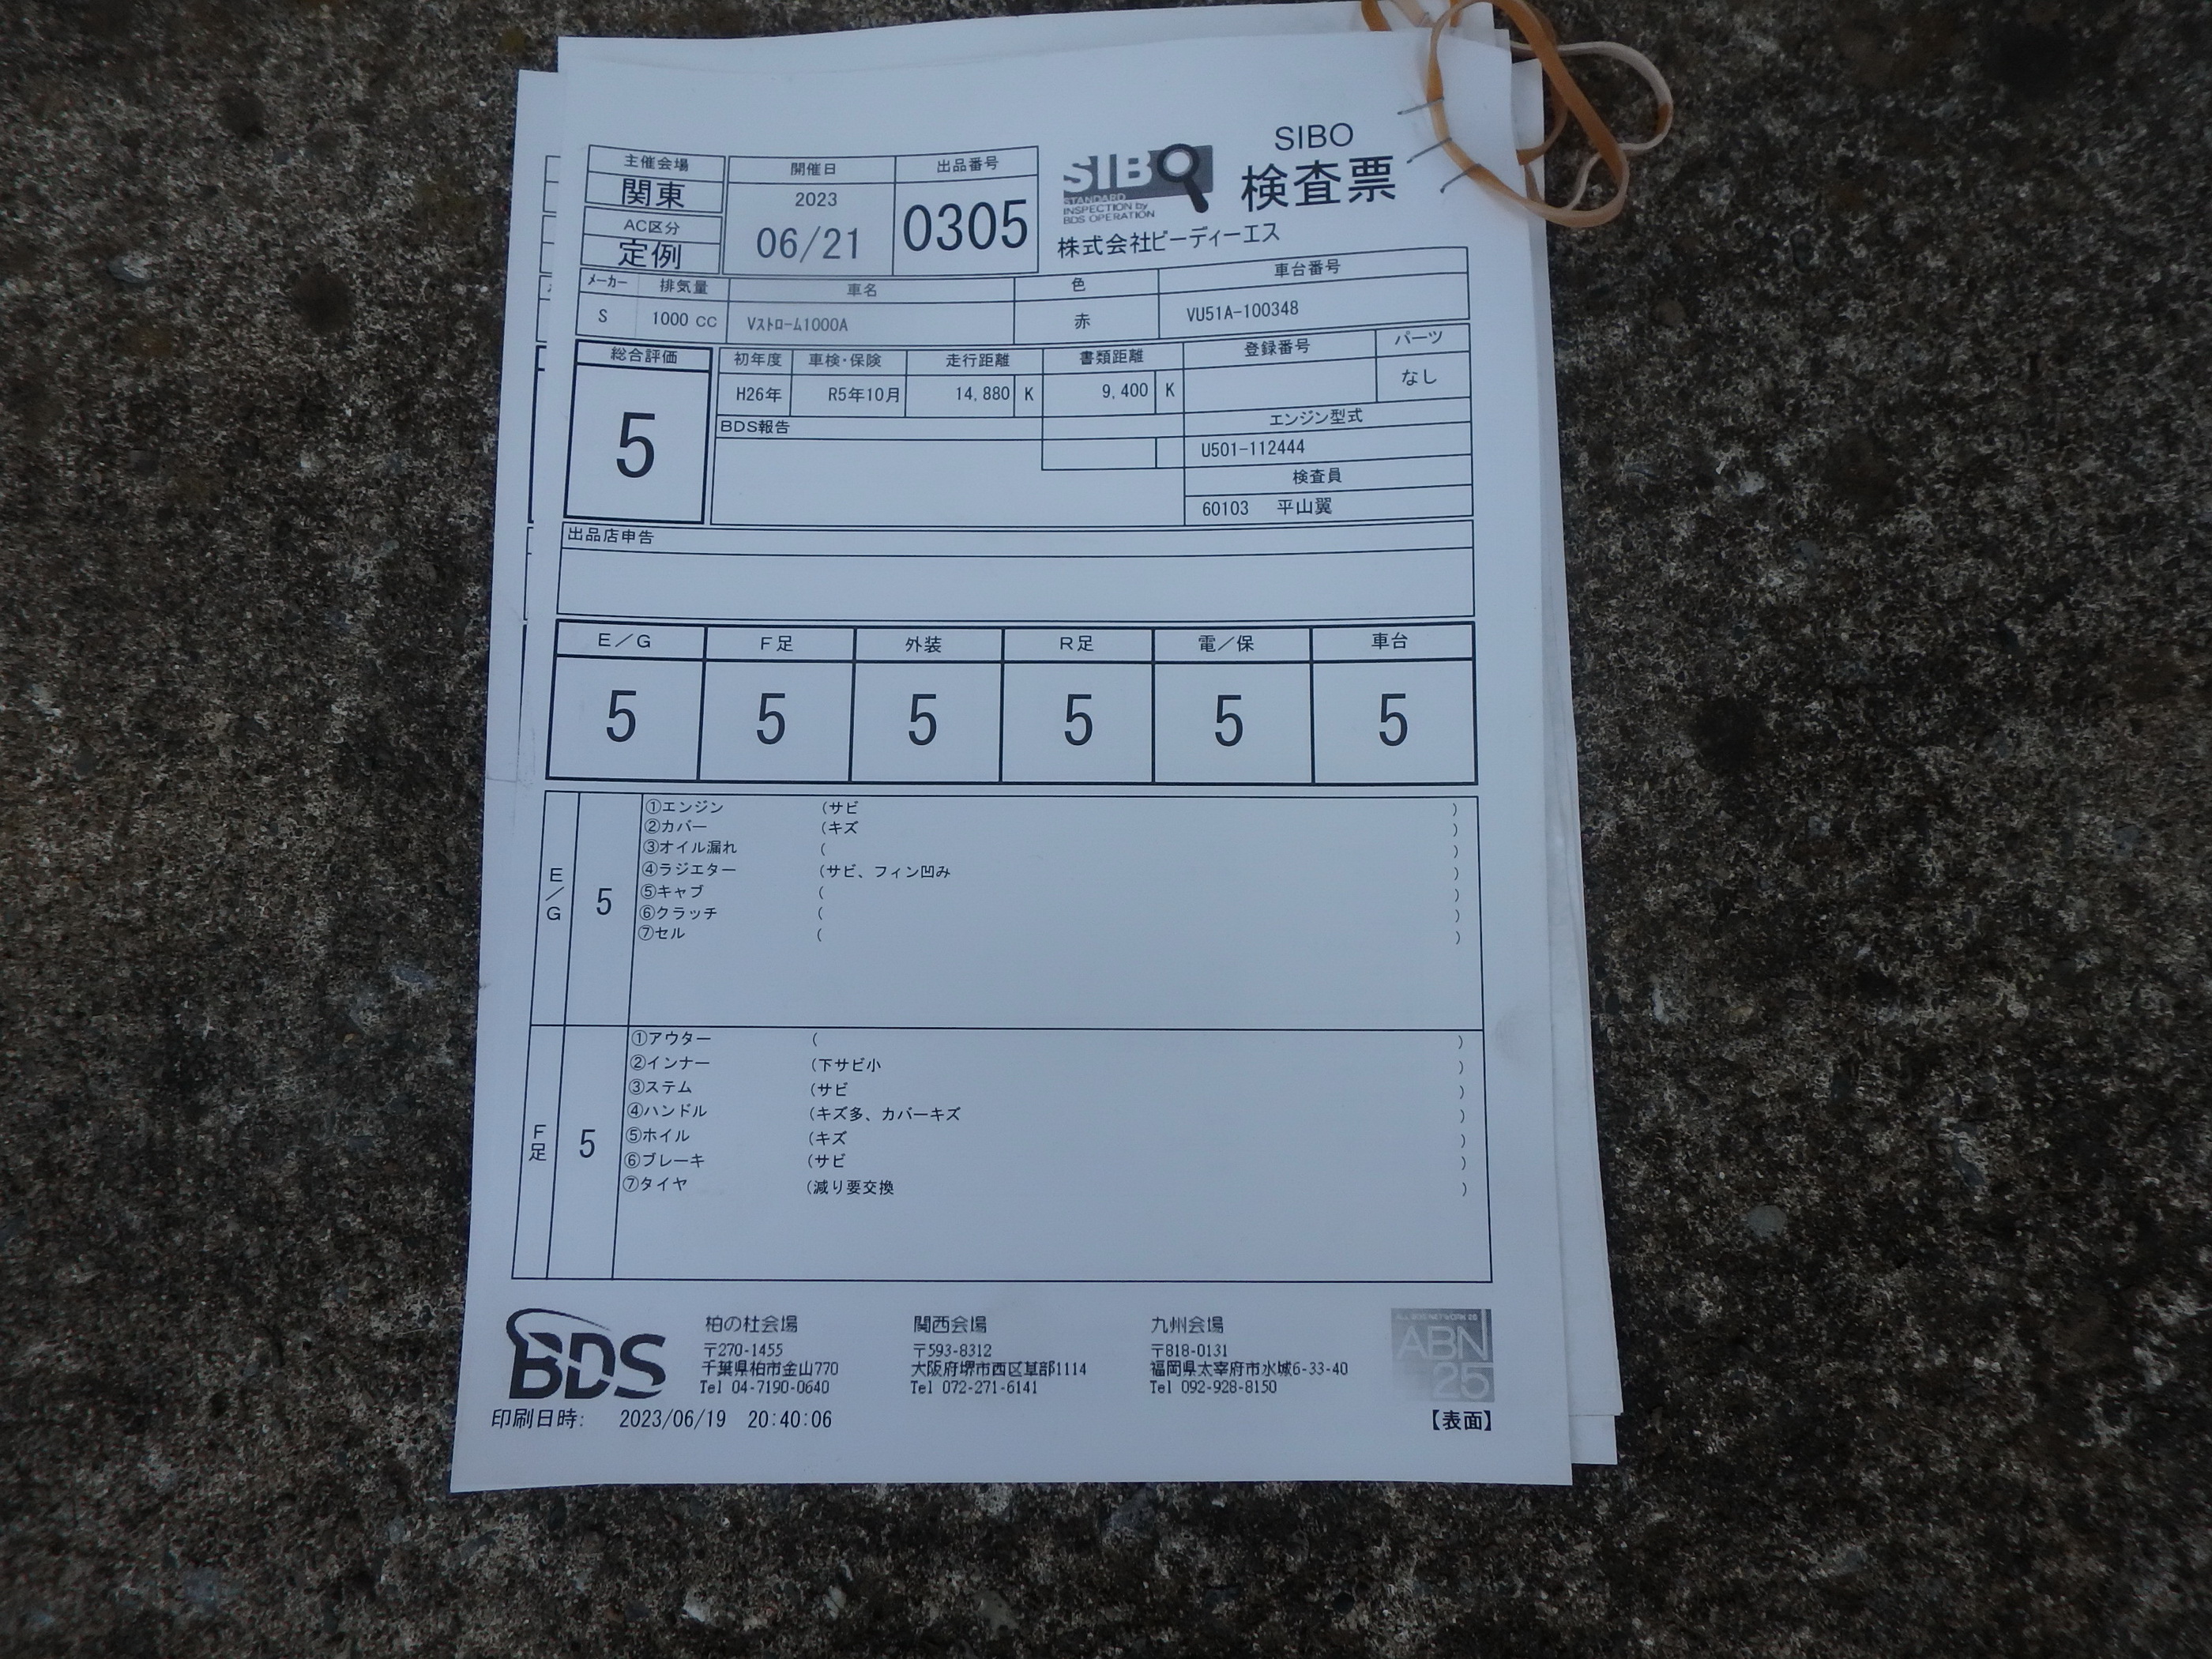 SIBO
検査票
SIBO
STANDARD
INSPECTION by
BDS OPERATION
株式会社ビーディーエス
主催会場 開催日 出品番号
関東 2023 06/21 0305
AC区分
定例
メーカー 排気量 車名 色 車台番号
S 1000 CC Vストローム1000A 赤 VU51A-100348
総合評価 初年度 車検・保険 走行距離 書類距離 登録番号 パーツ
5 H26年 R5年10月 14,880 K 9,400 K なし
BDS報告 エンジン型式
U501-112444
検査員
60103 平山翼
出品店申告
E/G F足 外装 R足 電/保 車台
5 5 5 5 5 5
E/G 5
①エンジン (サビ )
②カバー (キズ )
③オイル漏れ ( )
④ラジエター (サビ、フィン凹み )
⑤キャブ ( )
⑥クラッチ ( )
⑦セル ( )
F足 5
①アウター ( )
②インナー (下サビ小 )
③ステム (サビ )
④ハンドル (キズ多、カバーキズ )
⑤ホイル (キズ )
⑥ブレーキ (サビ )
⑦タイヤ (減り要交換 )
BDS
柏の杜会場 関西会場 九州会場
〒270-1455 〒593-8312 〒818-0131
千葉県柏市金山770 大阪府堺市西区草部1114 福岡県太宰府市水城6-33-40
Tel 04-7190-0640 Tel 072-271-6141 Tel 092-928-8150
ABN
25
印刷日時: 2023/06/19 20:40:06 【表面】